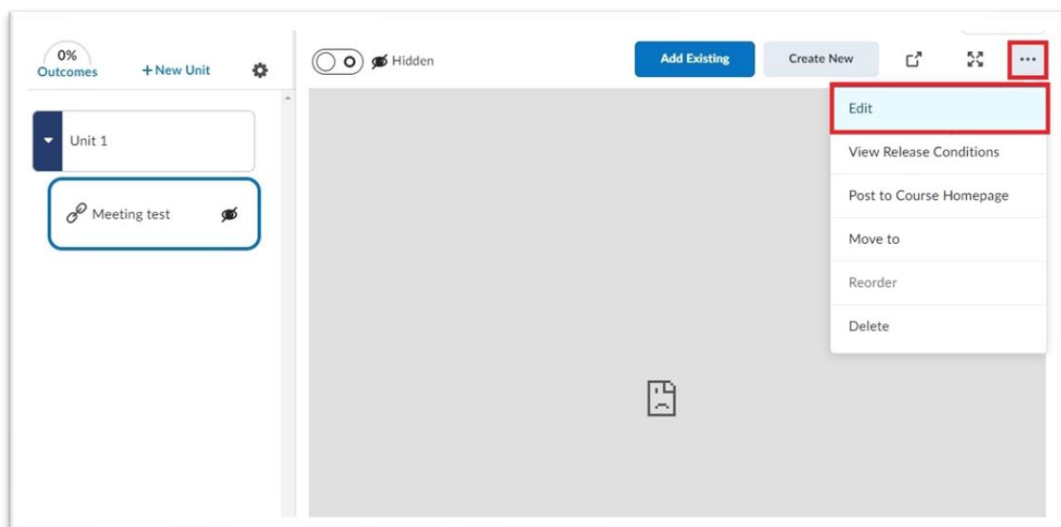 0%
Outcomes
+ New Unit
Unit 1
Meeting test
Hidden
Add Existing
Create New
Edit
View Release Conditions
Post to Course Homepage
Move to
Reorder
Delete